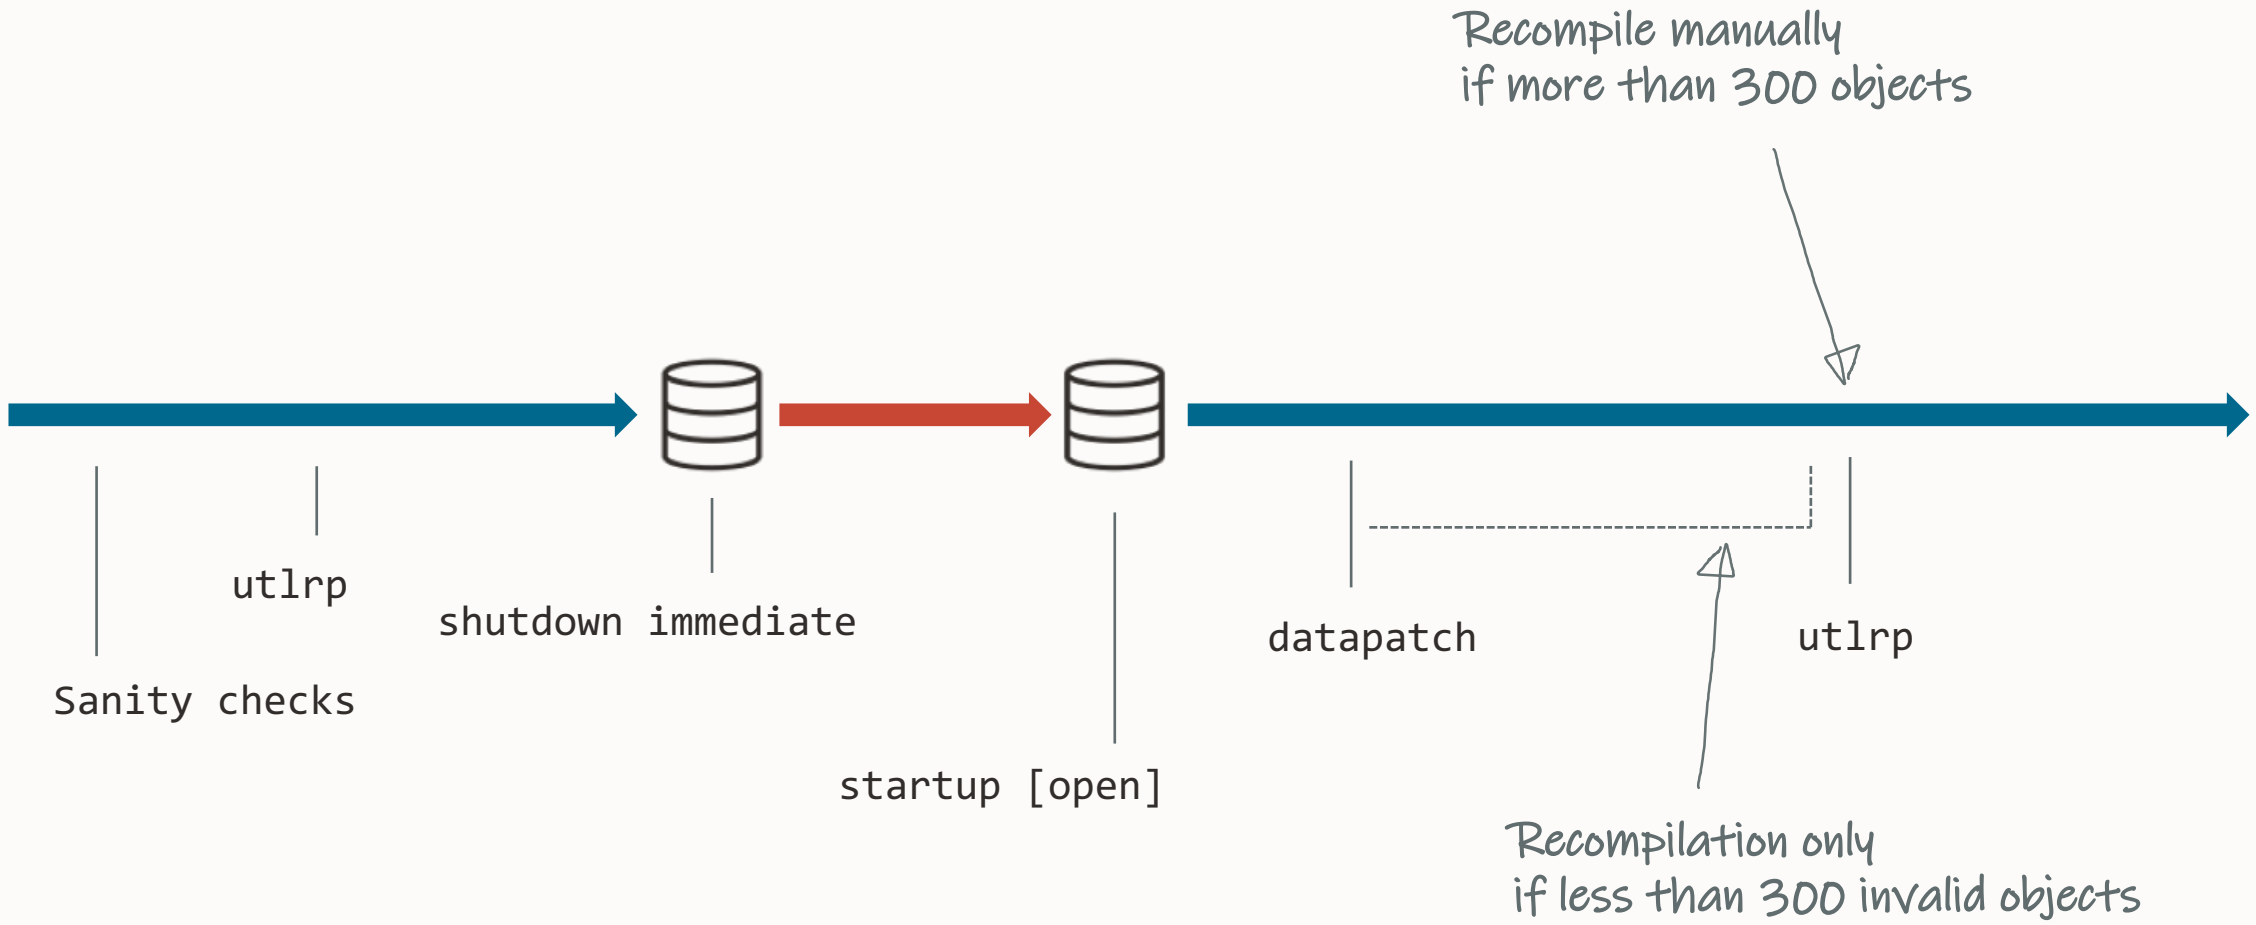 Recompile manually
if more than 300 objects
utlrp
shutdown immediate
Sanity checks
startup [open]
datapatch
utlrp
Recompilation only
if less than 300 invalid objects